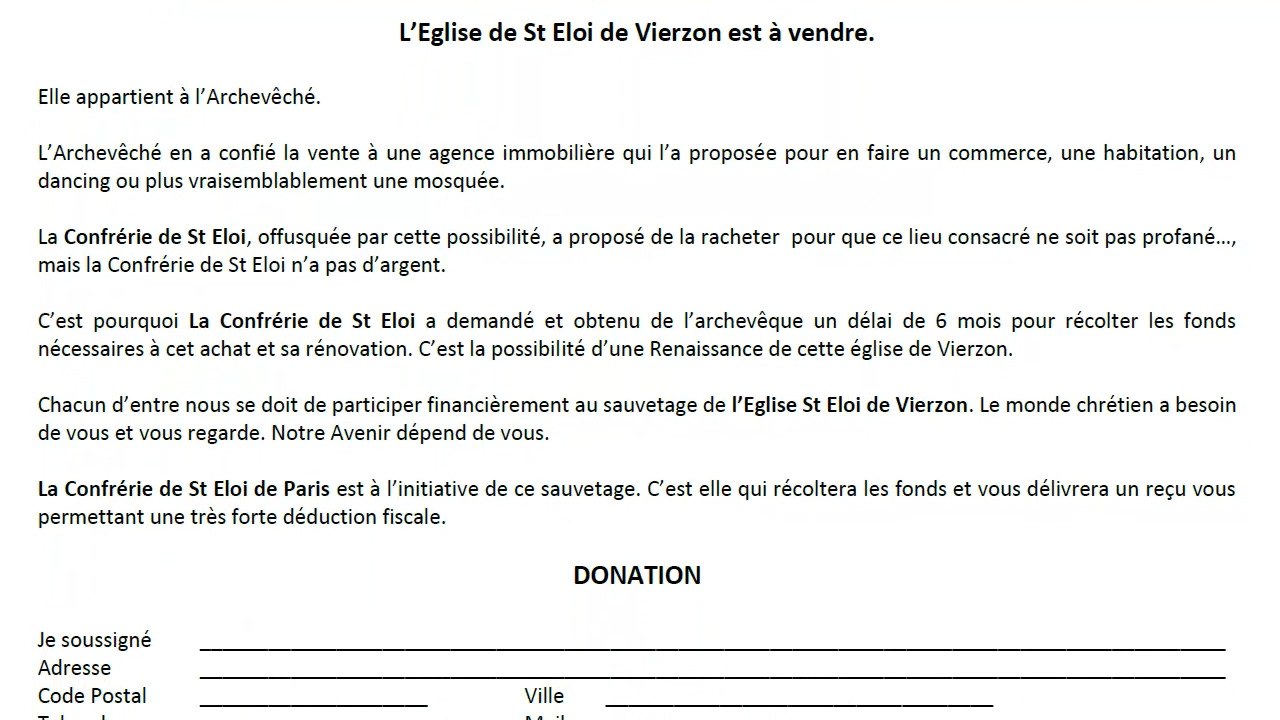 L’Eglise de St Eloi de Vierzon est à vendre.
Elle appartient à l’Archevêché.
L’Archevêché en a confié la vente à une agence immobilière qui l’a proposée pour en faire un commerce, une habitation, un
dancing ou plus vraisemblablement une mosquée.
La Confrérie de St Eloi, offusquée par cette possibilité, a proposé de la racheter  pour que ce lieu consacré ne soit pas profané…,
mais la Confrérie de St Eloi n’a pas d’argent.
C’est pourquoi La Confrérie de St Eloi a demandé et obtenu de l’archevêque un délai de 6 mois pour récolter les fonds
nécessaires à cet achat et sa rénovation. C’est la possibilité d’une Renaissance de cette église de Vierzon.
Chacun d’entre nous se doit de participer financièrement au sauvetage de l’Eglise St Eloi de Vierzon. Le monde chrétien a besoin
de vous et vous regarde. Notre Avenir dépend de vous.
La Confrérie de St Eloi de Paris est à l’initiative de ce sauvetage. C’est elle qui récoltera les fonds et vous délivrera un reçu vous
permettant une très forte déduction fiscale.
DONATION
Je soussigné
Adresse
Code Postal Ville